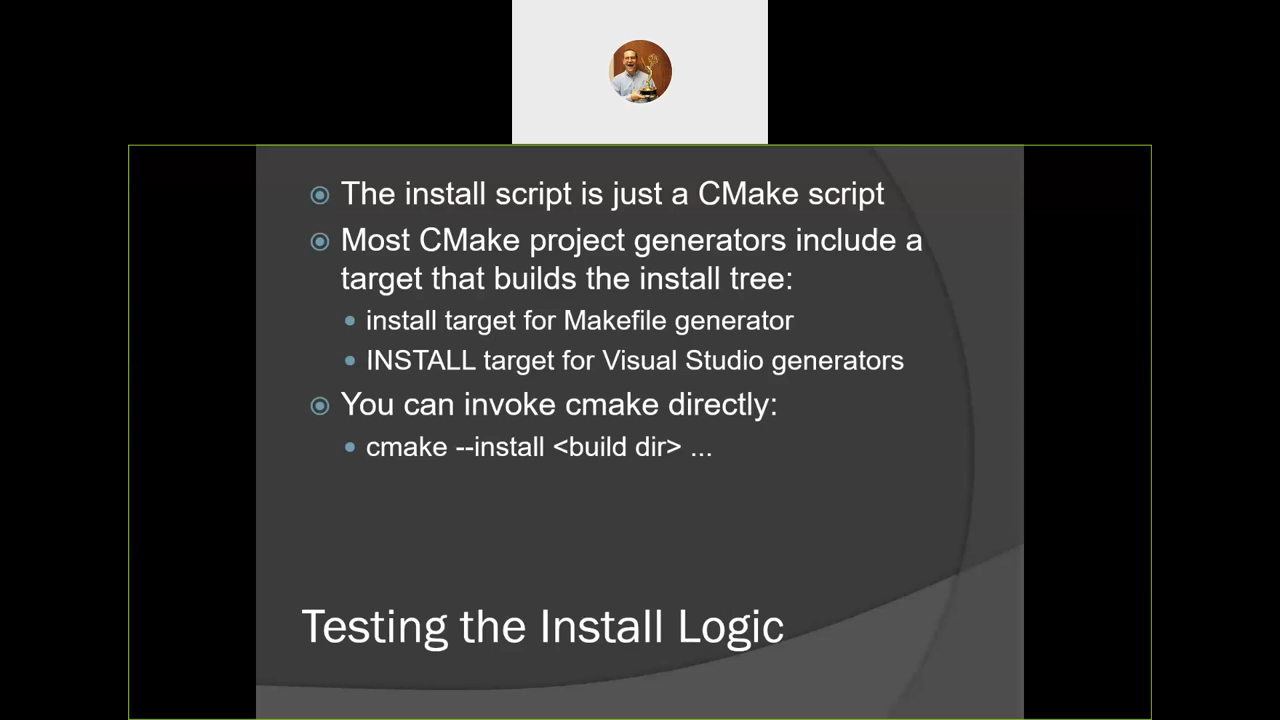 The install script is just a CMake script
Most CMake project generators include a
target that builds the install tree:
install target for Makefile generator
INSTALL target for Visual Studio generators
You can invoke cmake directly:
cmake --install <build dir> ...
Testing the Install Logic